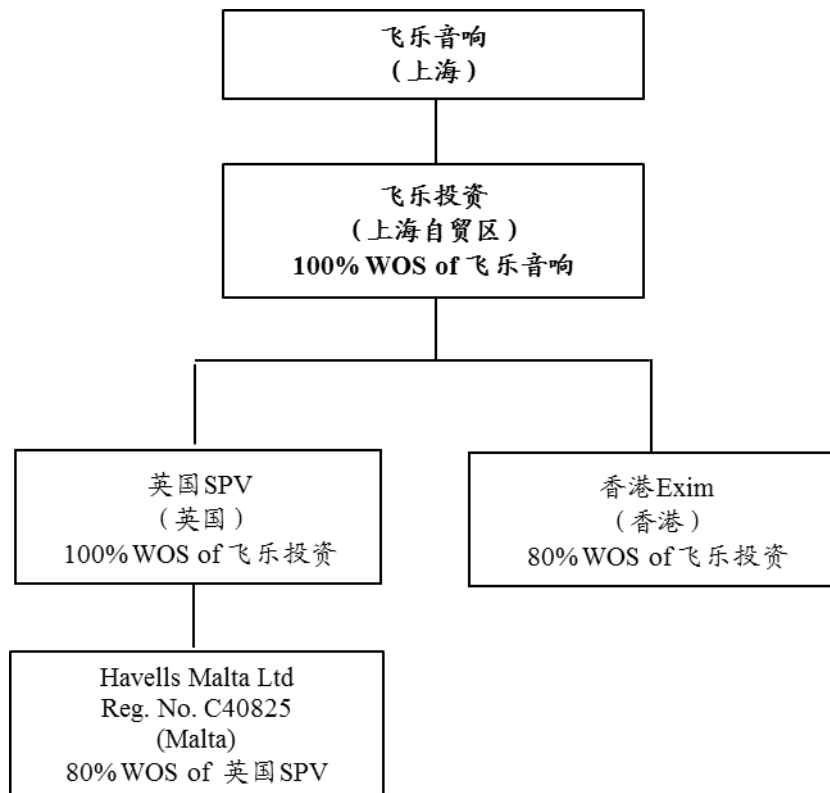 飞乐音响
（上海）
飞乐投资
（上海自贸区）
100% WOS of 飞乐音响
英国SPV
（英国）
100% WOS of 飞乐投资
香港Exim
（香港）
80% WOS of 飞乐投资
Havells Malta Ltd
Reg. No. C40825
(Malta)
80% WOS of 英国SPV